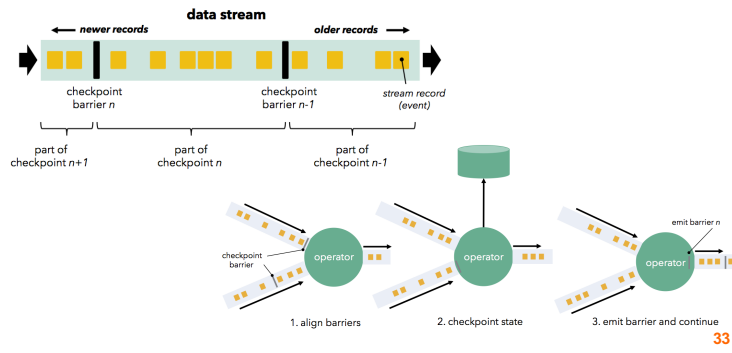 data stream
newer records
older records
checkpoint
barrier n
checkpoint
barrier n-1
stream record
(event)
part of
checkpoint n+1
part of
checkpoint n
part of
checkpoint n-1
checkpoint
barrier
operator
operator
emit barrier n
operator
1. align barriers
2. checkpoint state
3. emit barrier and continue
33